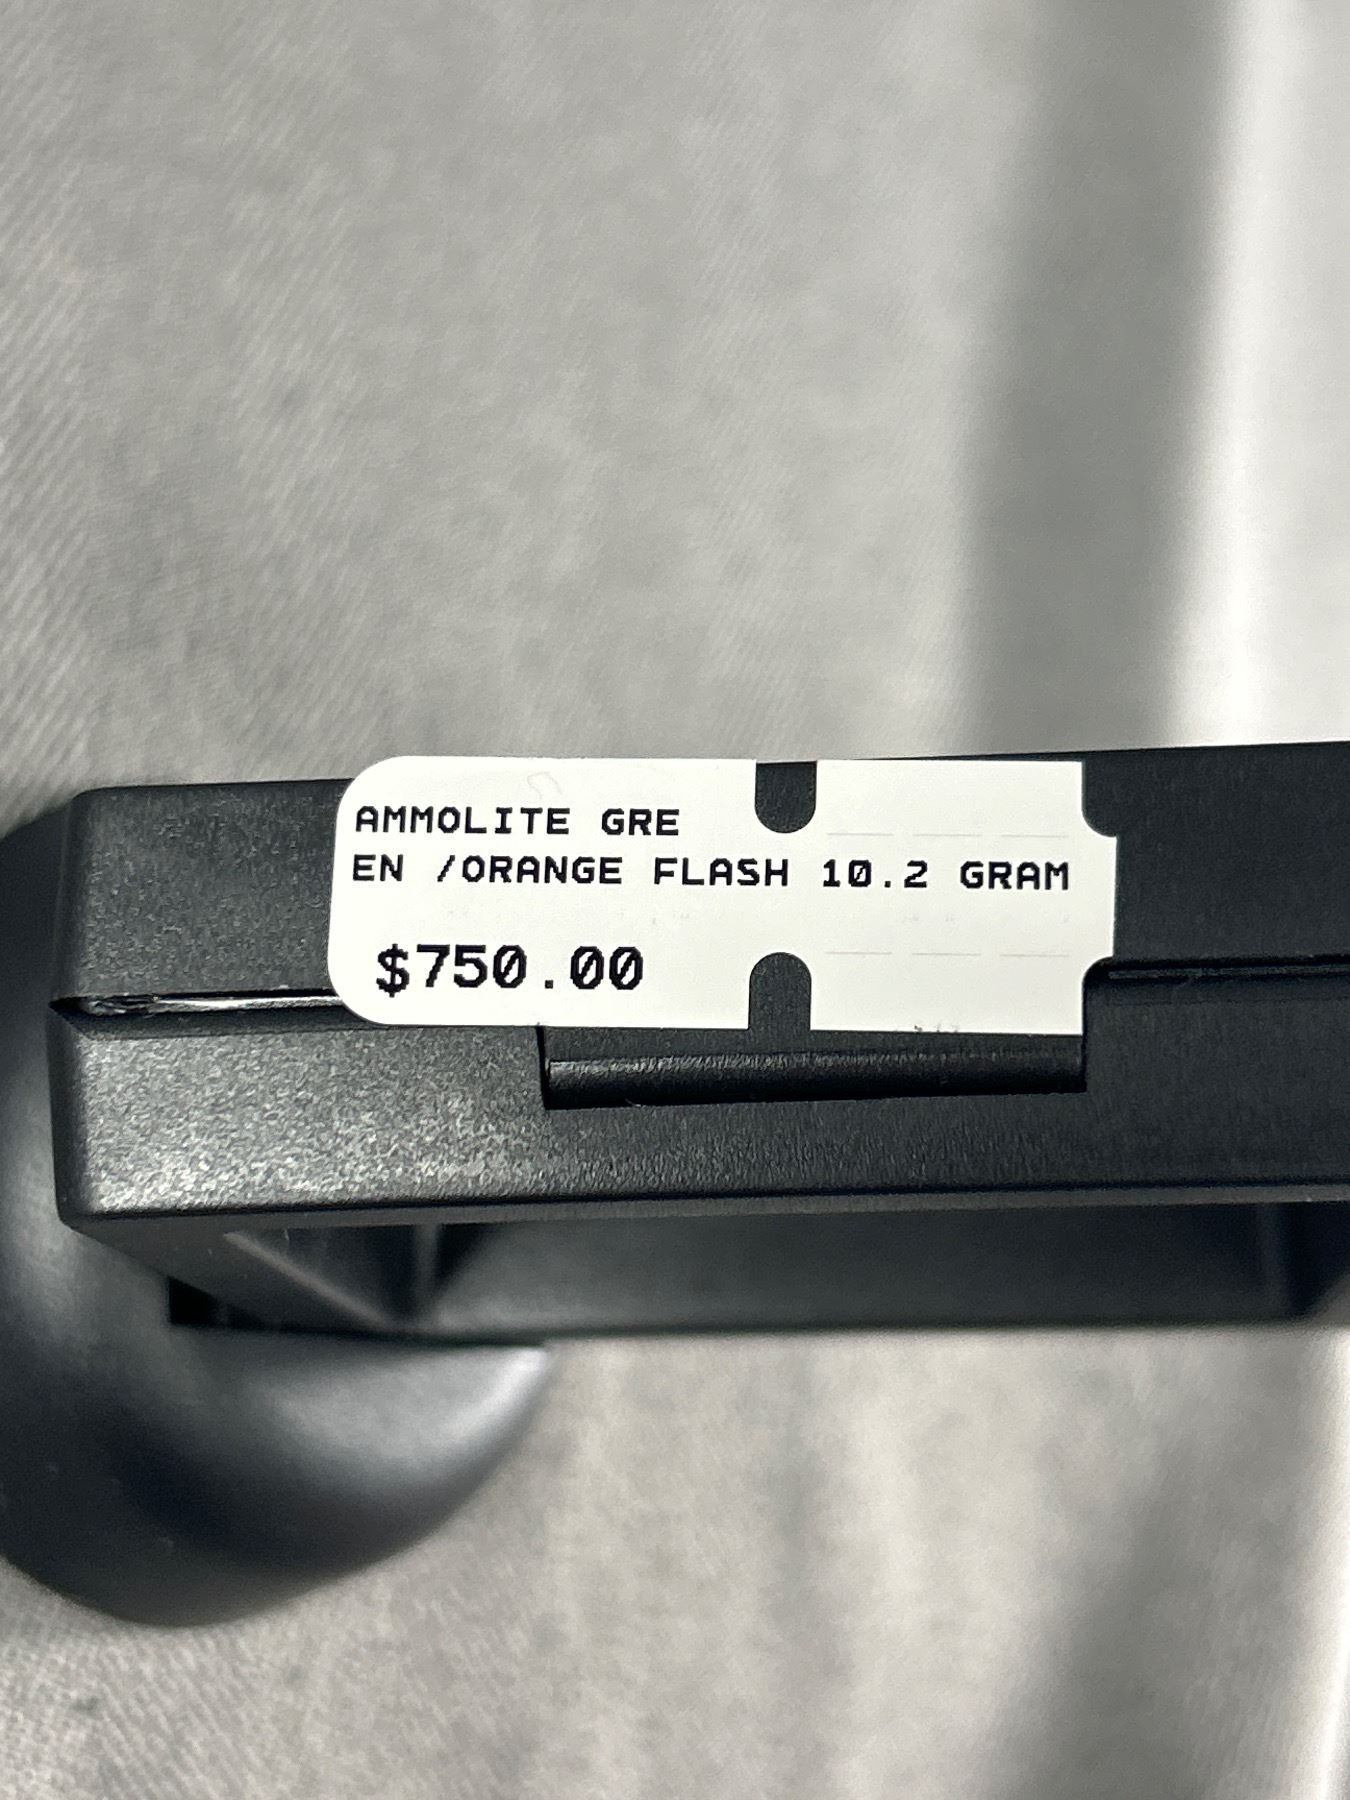 AMMOLITE GRE
EN /ORANGE FLASH 10.2 GRAM
$750.00